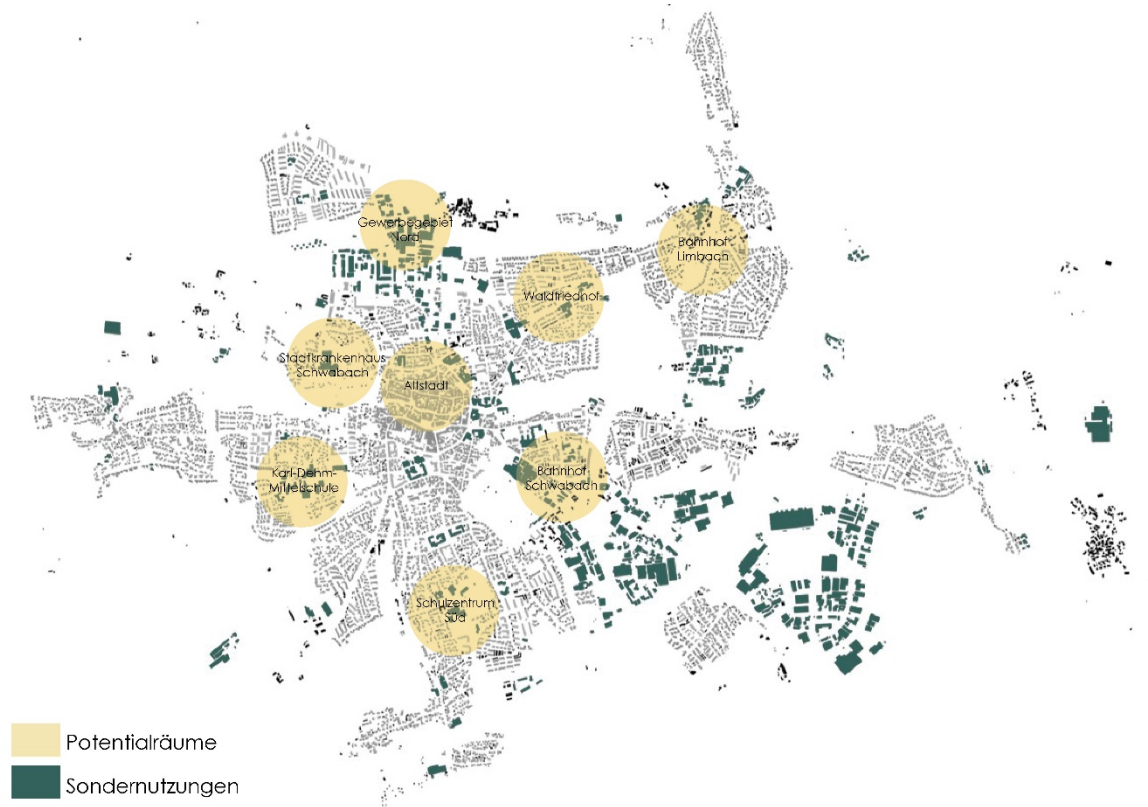 Gewerbegebiet
Nord
Bahnhof
Limbach
Waldfriedhof
Stadtkrankenhaus
Schwabach
Altstadt
Karl-Dehm-
Mittelschule
Bahnhof
Schwabach
Schulzentrum
Süd
Potentialräume
Sondernutzungen